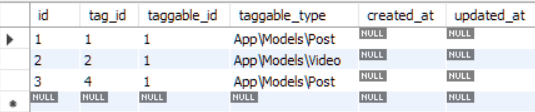 id tag_id taggable_id taggable_type created_at updated_at
1 1 1 App\Models\Post NULL NULL
2 2 1 App\Models\Video NULL NULL
3 4 1 App\Models\Post NULL NULL
NULL NULL NULL NULL NULL NULL